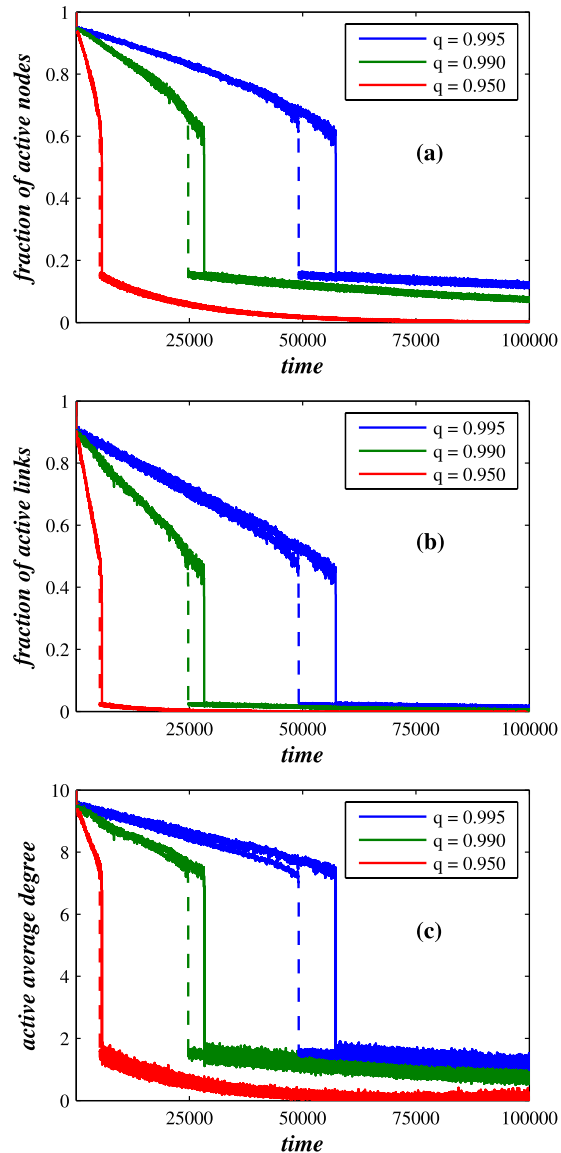 1
0.8
0.6
0.4
0.2
0
fraction of active nodes
q = 0.995
q = 0.990
q = 0.950
(a)
25000 50000 75000 100000
time
1
0.8
0.6
0.4
0.2
0
fraction of active links
q = 0.995
q = 0.990
q = 0.950
(b)
25000 50000 75000 100000
time
10
8
6
4
2
0
active average degree
q = 0.995
q = 0.990
q = 0.950
(c)
25000 50000 75000 100000
time